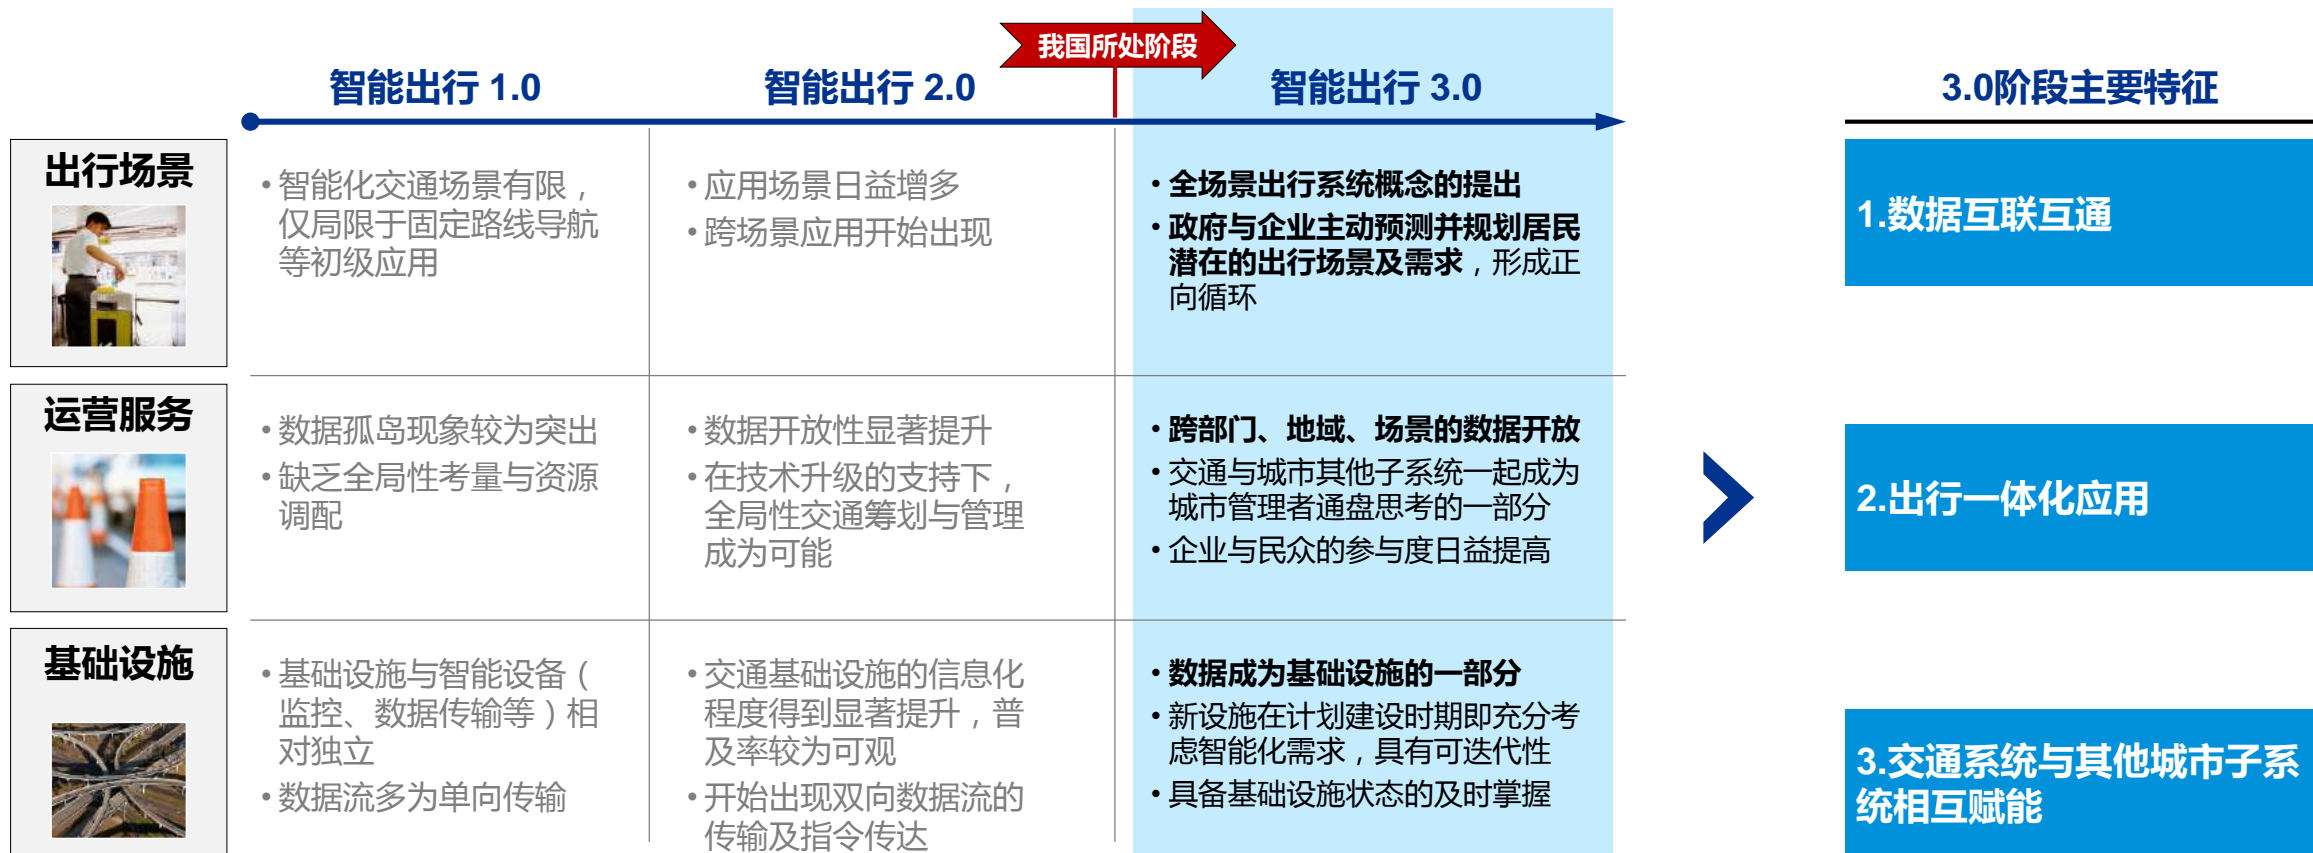 我国所处阶段
智能出行 1.0
智能出行 2.0
智能出行 3.0
3.0阶段主要特征
出行场景
•智能化交通场景有限，
仅局限于固定路线导航
等初级应用
•应用场景日益增多
•跨场景应用开始出现
•全场景出行系统概念的提出
•政府与企业主动预测并规划居民
潜在的出行场景及需求，形成正
向循环
1.数据互联互通
运营服务
•数据孤岛现象较为突出
•缺乏全局性考量与资源
调配
•数据开放性显著提升
•在技术升级的支持下，
全局性交通筹划与管理
成为可能
•跨部门、地域、场景的数据开放
•交通与城市其他子系统一起成为
城市管理者通盘思考的一部分
•企业与民众的参与度日益提高
2.出行一体化应用
基础设施
•基础设施与智能设备（
监控、数据传输等）相
对独立
•数据流多为单向传输
•交通基础设施的信息化
程度得到显著提升，普
及率较为可观
•开始出现双向数据流的
传输及指令传达
•数据成为基础设施的一部分
•新设施在计划建设时期即充分考
虑智能化需求，具有可迭代性
•具备基础设施状态的及时掌握
3.交通系统与其他城市子系
统相互赋能